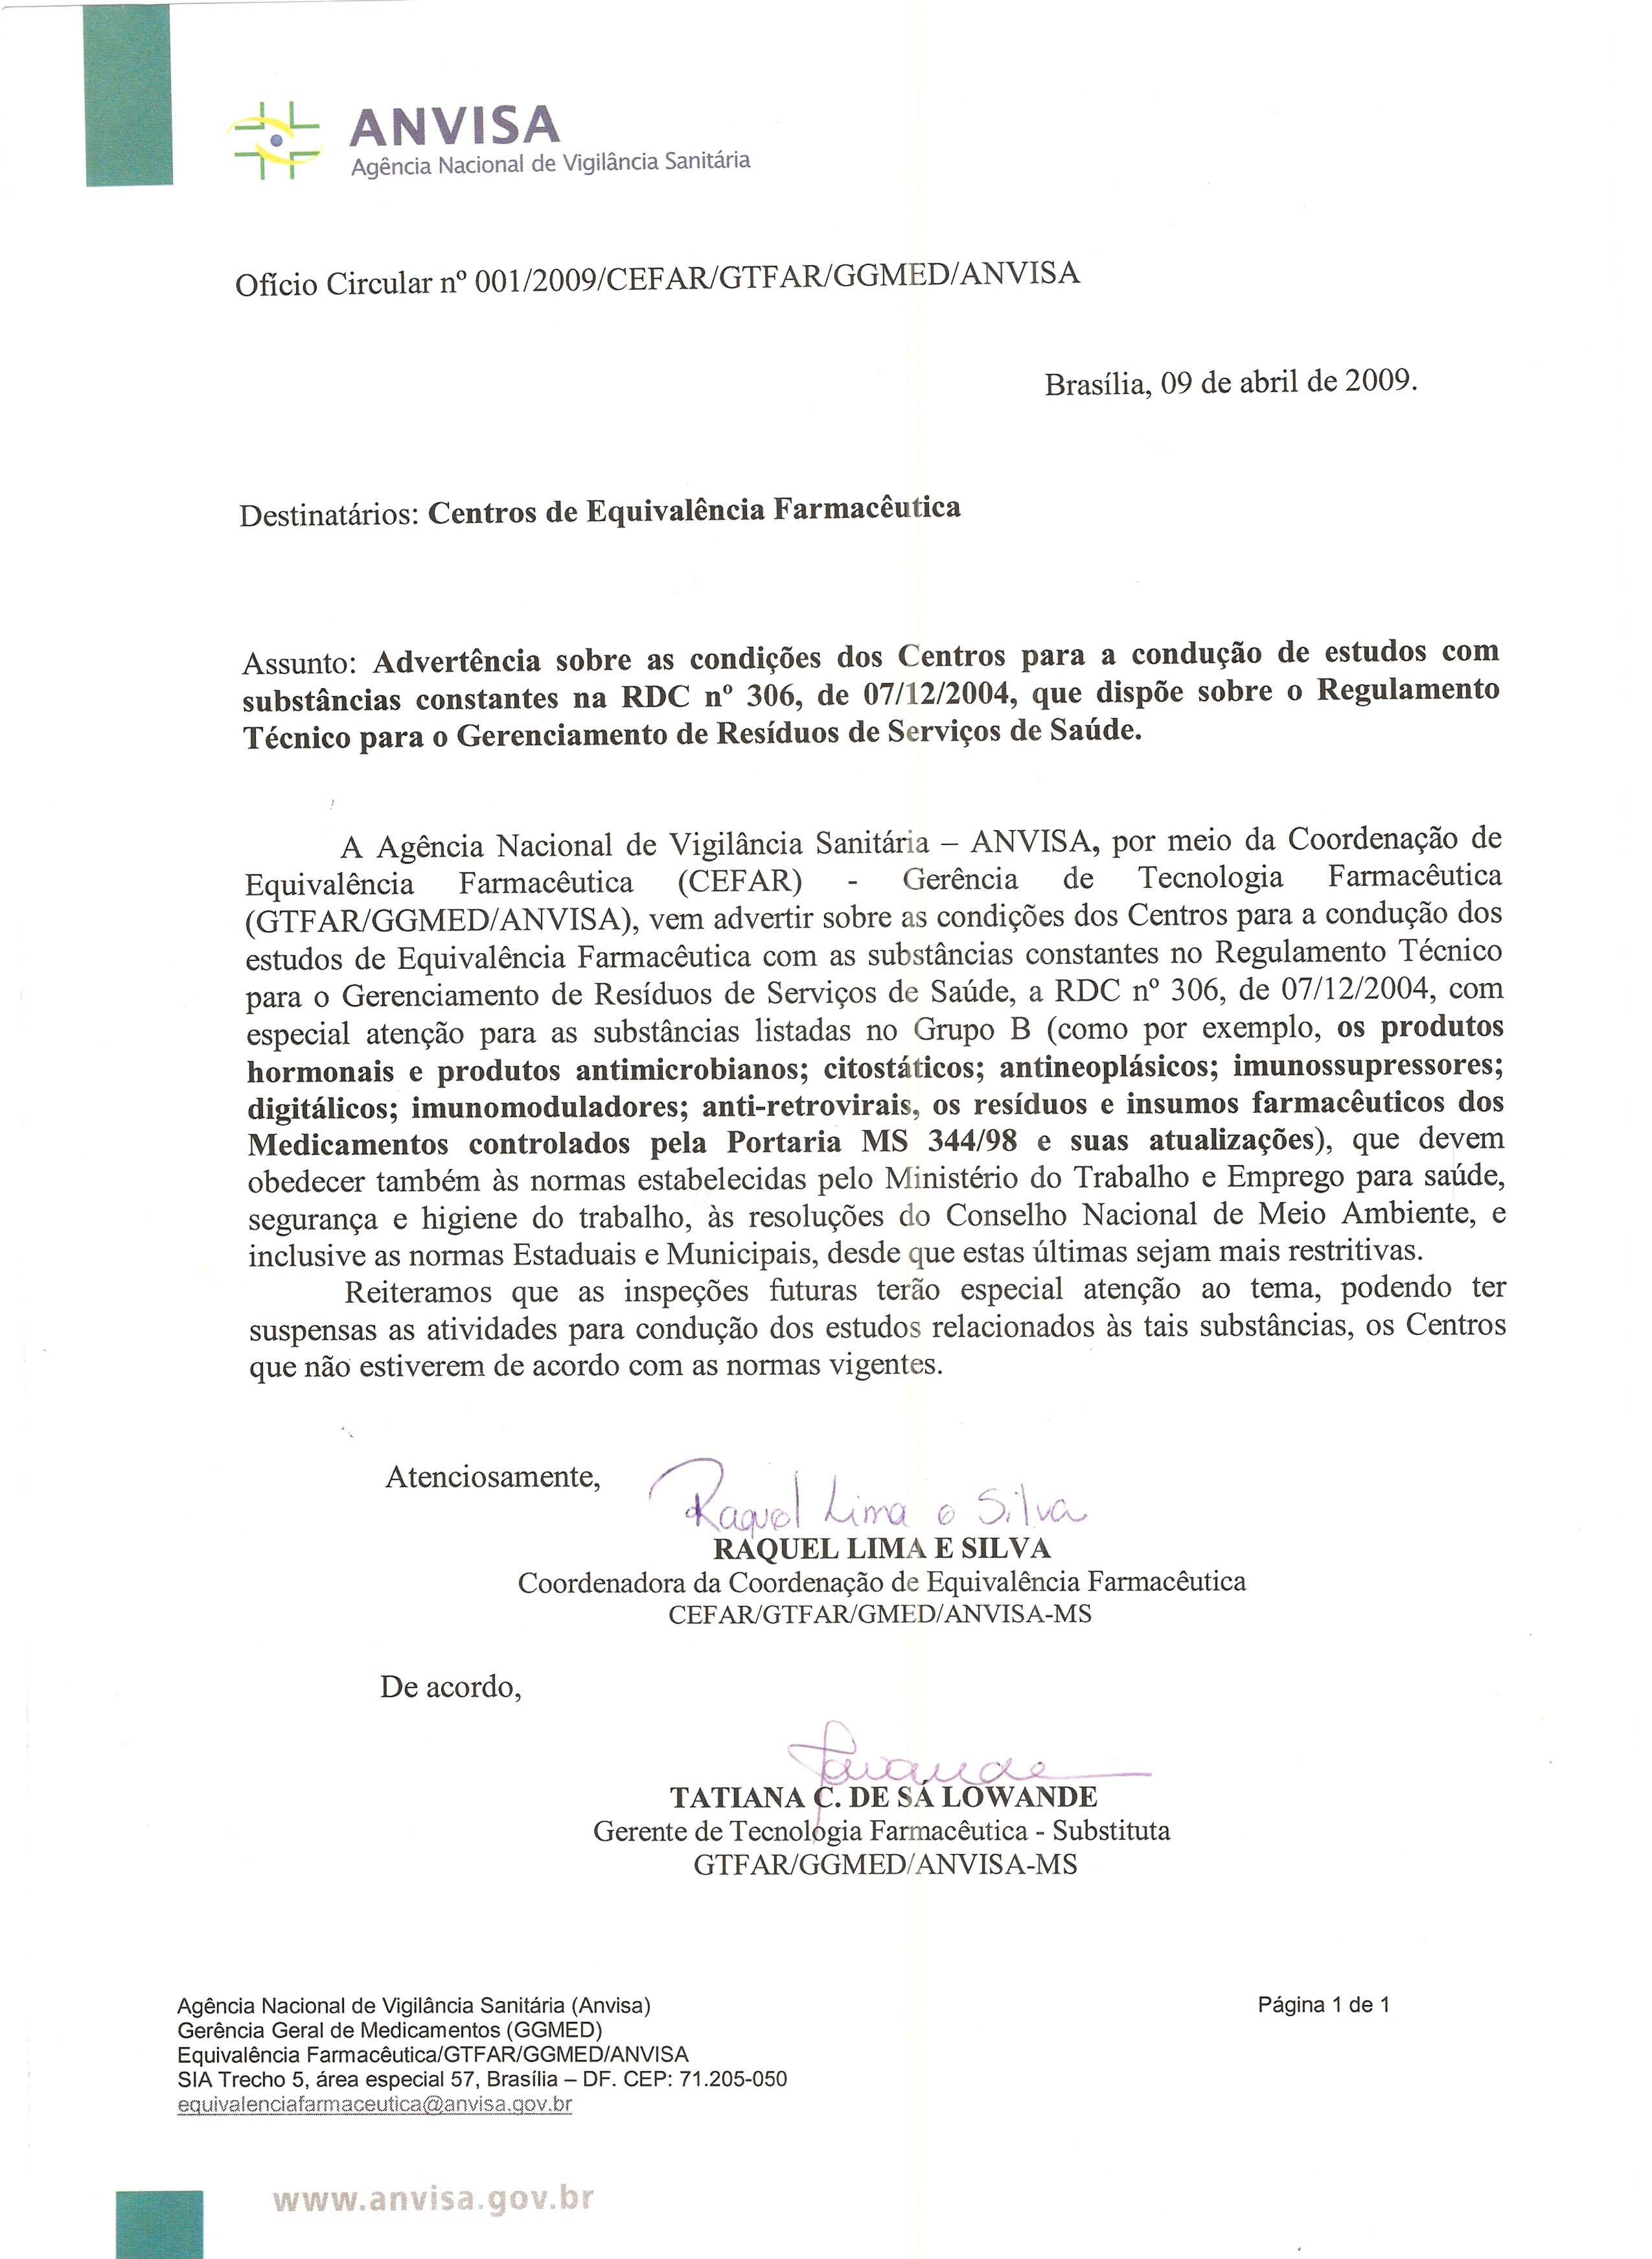 ANVISA
Agência Nacional de Vigilância Sanitária
Ofício Circular nº 001/2009/CEFAR/GTFAR/GGMED/ANVISA
Brasília, 09 de abril de 2009.
Destinatários: Centros de Equivalência Farmacêutica
Assunto: Advertência sobre as condições dos Centros para a condução de estudos com
substâncias constantes na RDC nº 306, de 07/12/2004, que dispõe sobre o Regulamento
Técnico para o Gerenciamento de Resíduos de Serviços de Saúde.
A Agência Nacional de Vigilância Sanitária – ANVISA, por meio da Coordenação de
Equivalência Farmacêutica (CEFAR) - Gerência de Tecnologia Farmacêutica
(GTFAR/GGMED/ANVISA), vem advertir sobre as condições dos Centros para a condução dos
estudos de Equivalência Farmacêutica com as substâncias constantes no Regulamento Técnico
para o Gerenciamento de Resíduos de Serviços de Saúde, a RDC nº 306, de 07/12/2004, com
especial atenção para as substâncias listadas no Grupo B (como por exemplo, os produtos
hormonais e produtos antimicrobianos; citostáticos; antineoplásicos; imunossupressores;
digitálicos; imunomoduladores; anti-retrovirais, os resíduos e insumos farmacêuticos dos
Medicamentos controlados pela Portaria MS 344/98 e suas atualizações), que devem
obedecer também às normas estabelecidas pelo Ministério do Trabalho e Emprego para saúde,
segurança e higiene do trabalho, às resoluções do Conselho Nacional de Meio Ambiente, e
inclusive as normas Estaduais e Municipais, desde que estas últimas sejam mais restritivas.
Reiteramos que as inspeções futuras terão especial atenção ao tema, podendo ter
suspensas as atividades para condução dos estudos relacionados às tais substâncias, os Centros
que não estiverem de acordo com as normas vigentes.
Atenciosamente,
Raquel Lima e Silva
RAQUEL LIMA E SILVA
Coordenadora da Coordenação de Equivalência Farmacêutica
CEFAR/GTFAR/GMED/ANVISA-MS
De acordo,
TATIANA C. DE SÁ LOWANDE
Gerente de Tecnologia Farmacêutica - Substituta
GTFAR/GGMED/ANVISA-MS
Agência Nacional de Vigilância Sanitária (Anvisa)
Página 1 de 1
Gerência Geral de Medicamentos (GGMED)
Equivalência Farmacêutica/GTFAR/GGMED/ANVISA
SIA Trecho 5, área especial 57, Brasília – DF. CEP: 71.205-050
equivalenciafarmaceutica@anvisa.gov.br
www.anvisa.gov.br